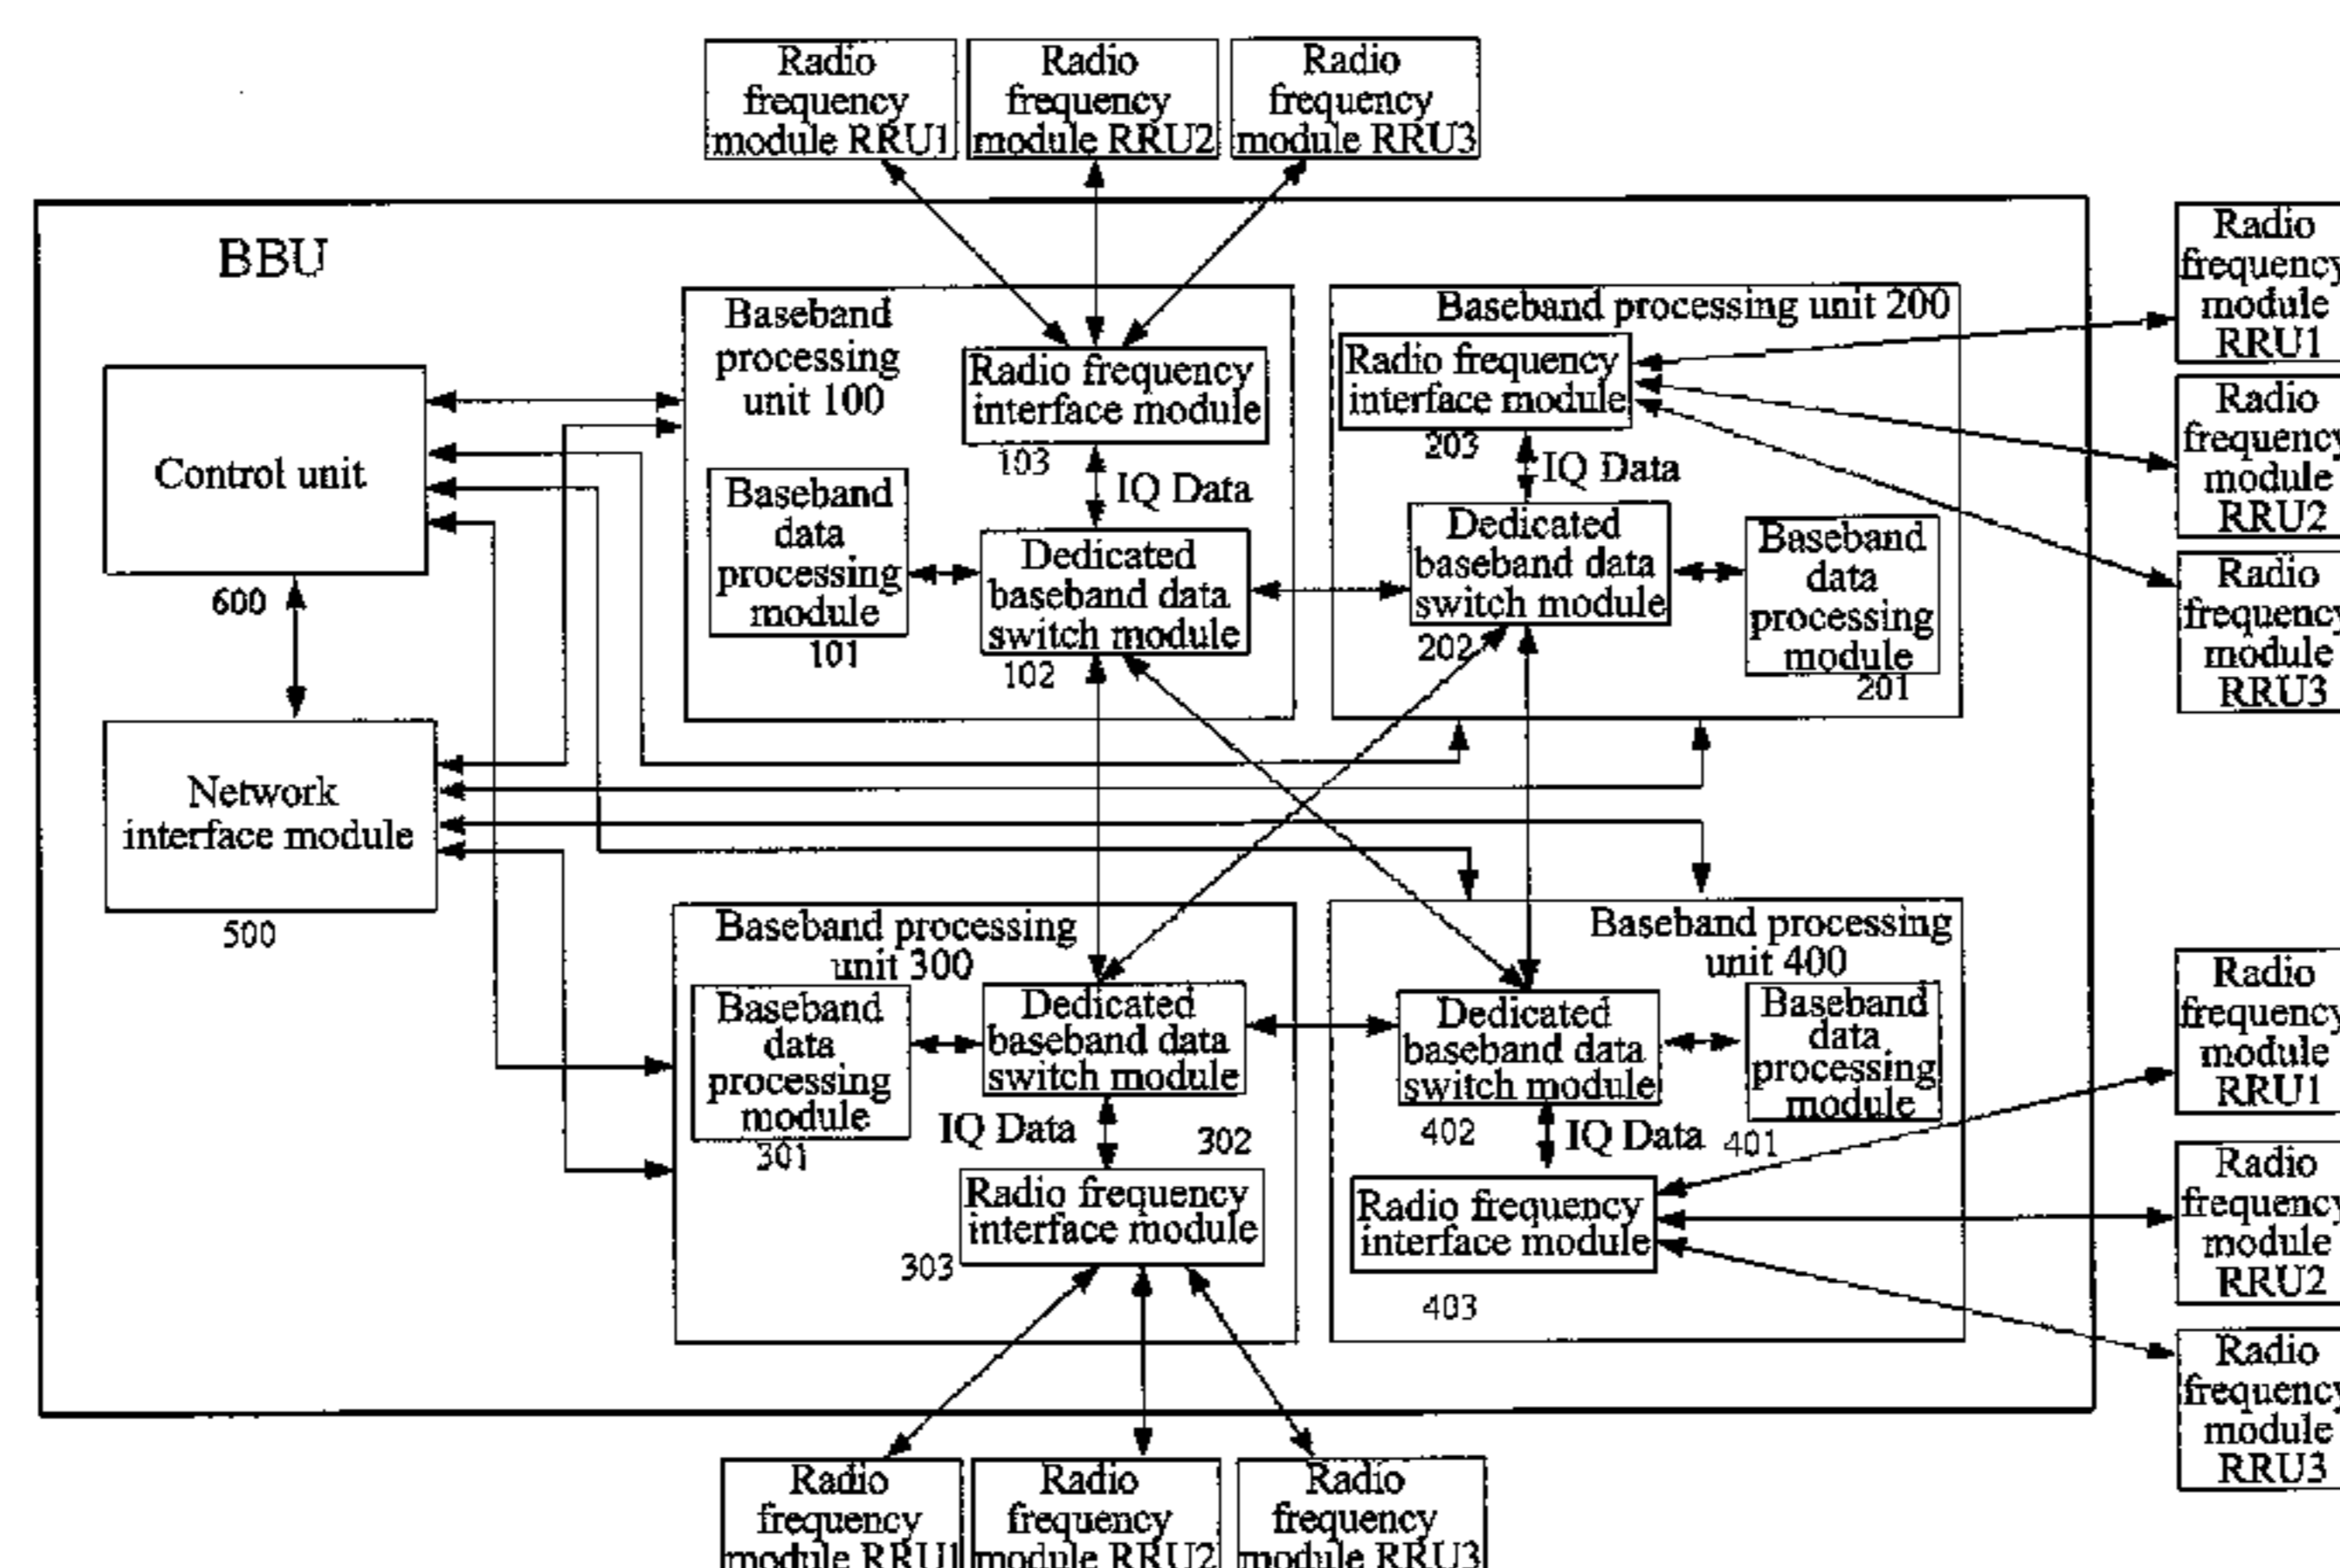 Radio
frequency
module RRU1
Radio
frequency
module RRU2
Radio
frequency
module RRU3
BBU
Control unit
600
Network
interface module
500
Baseband
processing
unit 100
Radio frequency
interface module
103
IQ Data
Baseband
data
processing
module
101
Dedicated
baseband data
switch module
102
Baseband processing unit 200
Radio frequency
interface module
203
IQ Data
Dedicated
baseband data
switch module
202
Baseband
data
processing
module
201
Radio
frequency
module
RRU1
Radio
frequency
module
RRU2
Radio
frequency
module
RRU3
Baseband processing
unit 300
Baseband
data
processing
module
301
Dedicated
baseband data
switch module
302
IQ Data
Radio frequency
interface module
303
Baseband processing
unit 400
Dedicated
baseband data
switch module
402
Baseband
data
processing
module
401
IQ Data
Radio frequency
interface module
403
Radio
frequency
module
RRU1
Radio
frequency
module
RRU2
Radio
frequency
module
RRU3
Radio
frequency
module RRU1
Radio
frequency
module RRU2
Radio
frequency
module RRU3